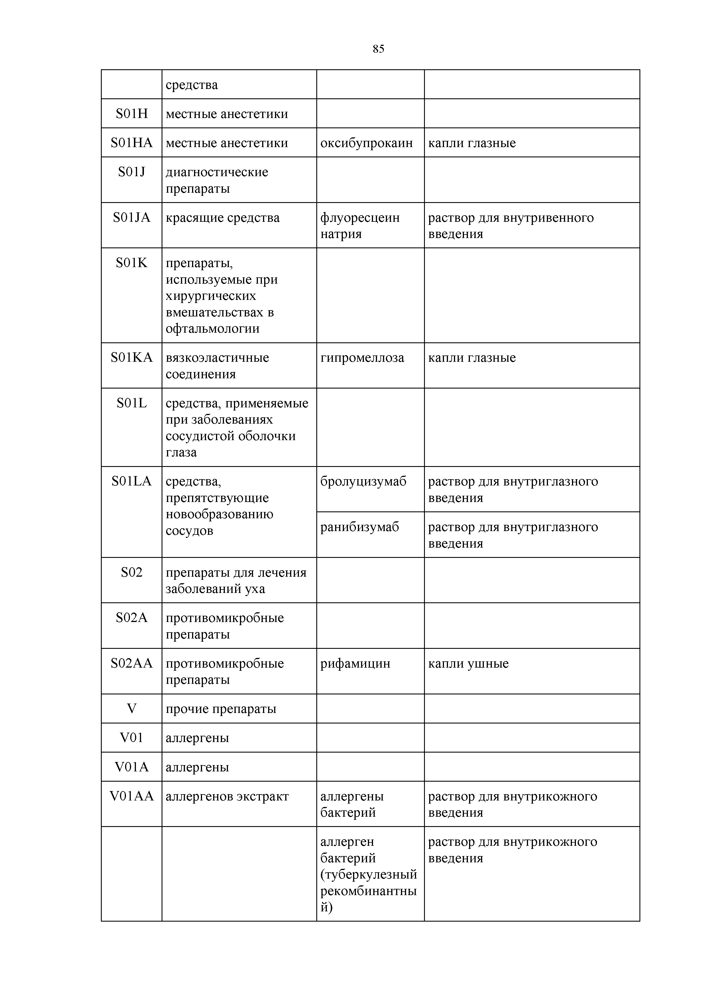 85
средства
S01H местные анестетики
S01HA местные анестетики оксибупрокаин капли глазные
S01J диагностические
препараты
S01JA красящие средства флуоресцеин раствор для внутривенного
натрия введения
S01K препараты,
используемые при
хирургических
вмешательствах в
офтальмологии
S01KA вязкоэластичные гипромеллоза капли глазные
соединения
S01L средства, применяемые
при заболеваниях
сосудистой оболочки
глаза
S01LA средства, бролуцизумаб раствор для внутриглазного
препятствующие введения
новообразованию
сосудов ранибизумаб раствор для внутриглазного
введения
S02 препараты для лечения
заболеваний уха
S02A противомикробные
препараты
S02AA противомикробные рифамицин капли ушные
препараты
V прочие препараты
V01 аллергены
V01A аллергены
V01AA аллергенов экстракт аллергены раствор для внутрикожного
бактерий введения
аллерген раствор для внутрикожного
бактерий введения
(туберкулезный
рекомбинантны
й)